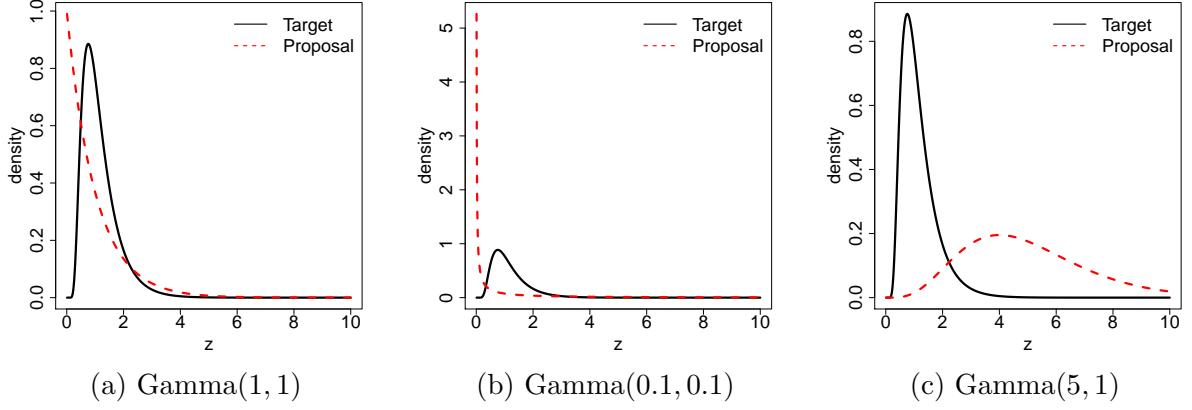 Target
Proposal
density
0.0 0.2 0.4 0.6 0.8 1.0
0 2 4 6 8 10
z
(a) Gamma(1, 1)
Target
Proposal
density
0 1 2 3 4 5
0 2 4 6 8 10
z
(b) Gamma(0.1, 0.1)
Target
Proposal
density
0.0 0.2 0.4 0.6 0.8
0 2 4 6 8 10
z
(c) Gamma(5, 1)